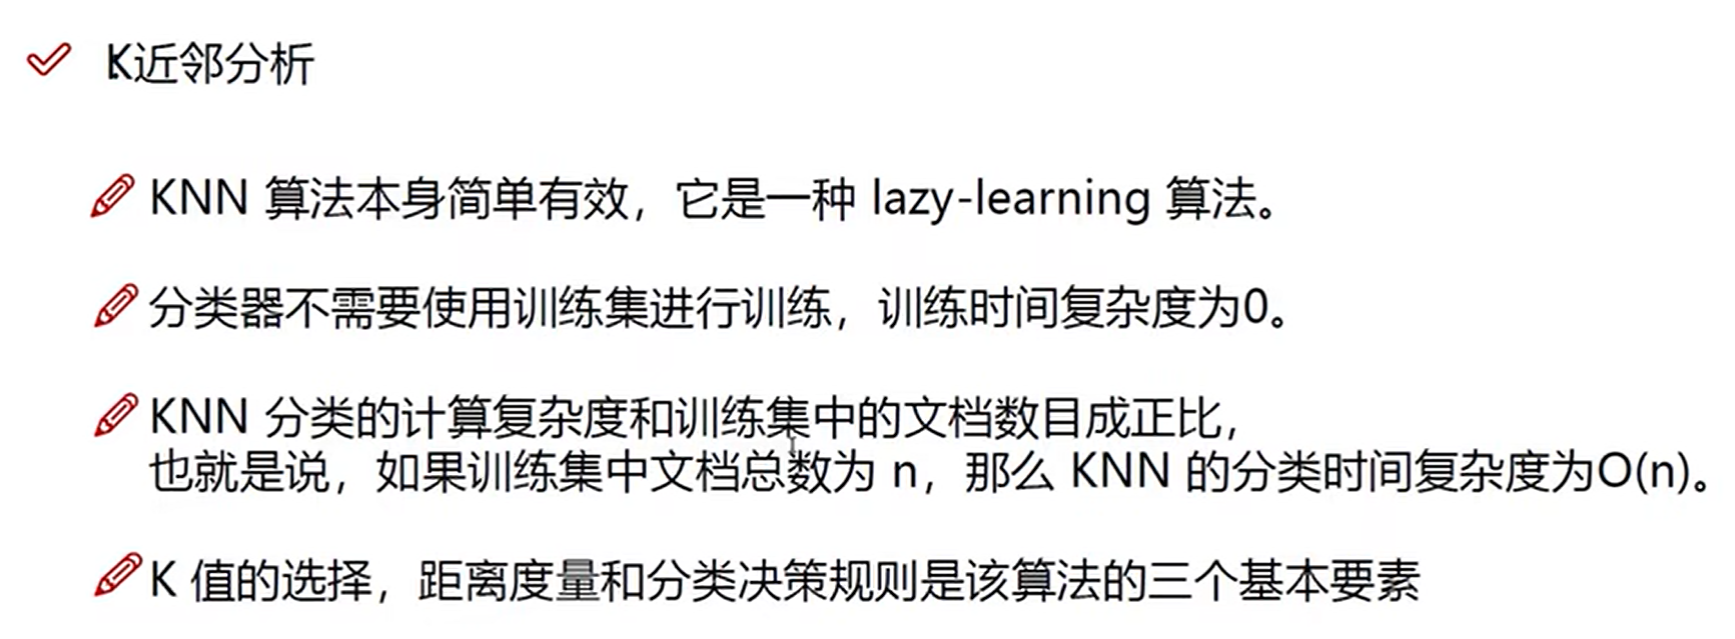 K近邻分析
KNN 算法本身简单有效，它是一种 lazy-learning 算法。
分类器不需要使用训练集进行训练，训练时间复杂度为0。
KNN 分类的计算复杂度和训练集中的文档数目成正比，
也就是说，如果训练集中文档总数为 n，那么 KNN 的分类时间复杂度为O(n)。
K 值的选择，距离度量和分类决策规则是该算法的三个基本要素